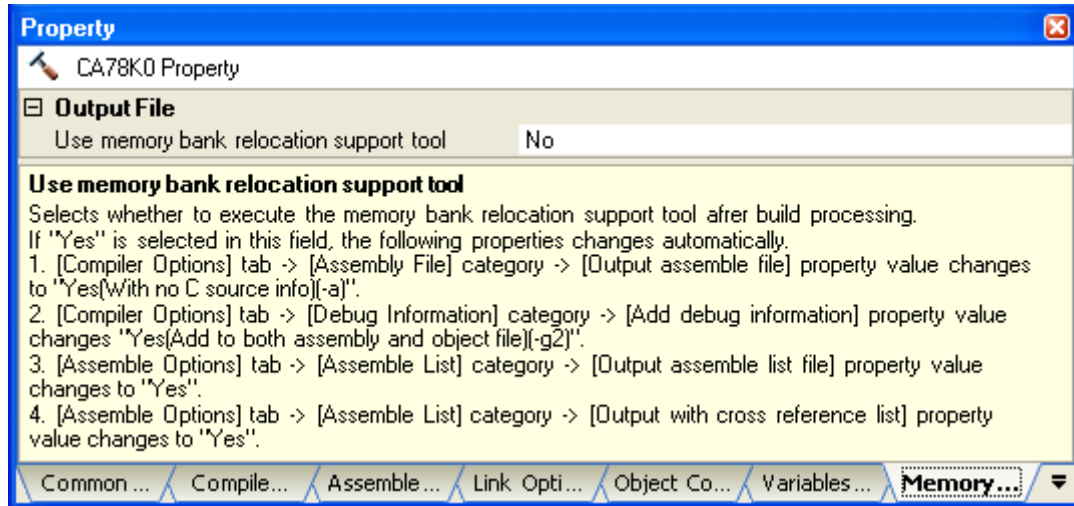 Property
CA78K0 Property
Output File
Use memory bank relocation support tool No
Use memory bank relocation support tool
Selects whether to execute the memory bank relocation support tool afrer build processing.
If "Yes" is selected in this field, the following properties changes automatically.
1. [Compiler Options] tab -> [Assembly File] category -> [Output assemble file] property value changes
to "Yes(With no C source info)(-a)".
2. [Compiler Options] tab -> [Debug Information] category -> [Add debug information] property value
changes "Yes(Add to both assembly and object file)(-g2)".
3. [Assemble Options] tab -> [Assemble List] category -> [Output assemble list file] property value
changes to "Yes".
4. [Assemble Options] tab -> [Assemble List] category -> [Output with cross reference list] property
value changes to "Yes".
Common ... Compile... Assemble ... Link Opti... Object Co... Variables ... Memory...